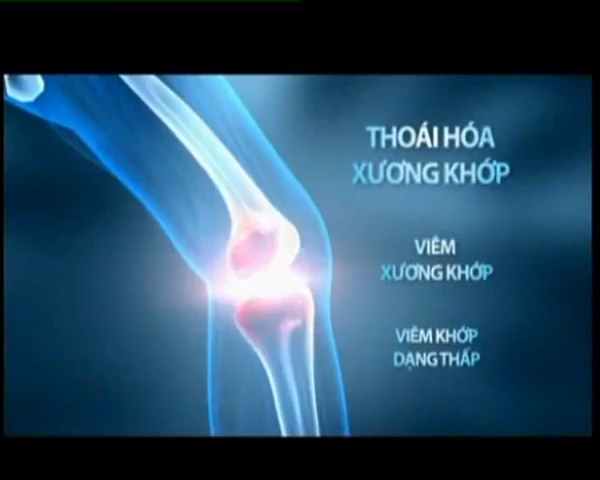 THOÁI HÓA
XƯƠNG KHỚP
VIÊM
XƯƠNG KHỚP
VIÊM KHỚP
DẠNG THẤP